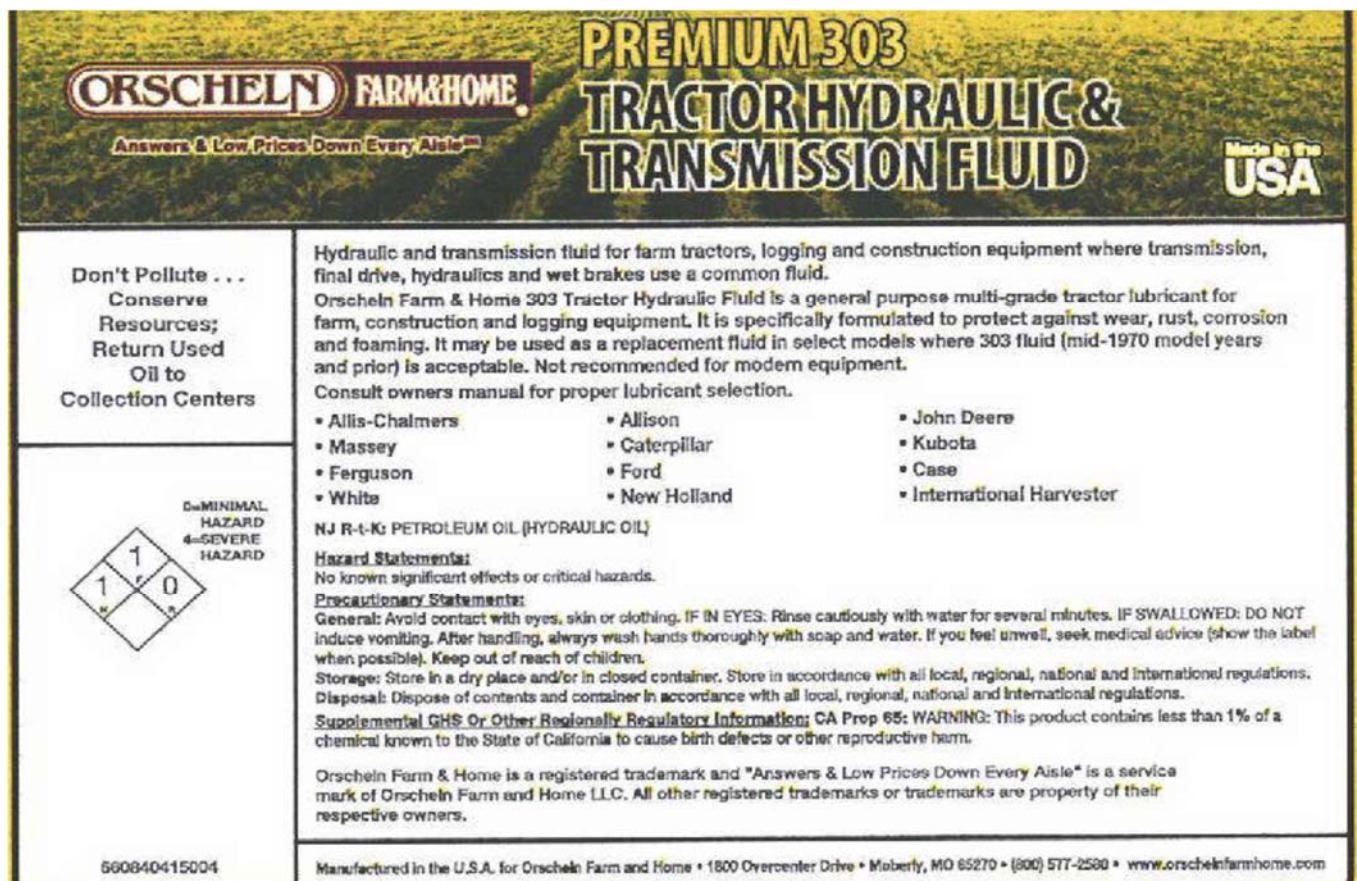 ORSCHELN FARM&HOME
Answers & Low Prices Down Every Aisle℠
PREMIUM 303
TRACTOR HYDRAULIC &
TRANSMISSION FLUID
Made in the
USA
Don't Pollute . . .
Conserve
Resources;
Return Used
Oil to
Collection Centers
0=MINIMAL
HAZARD
4=SEVERE
HAZARD
1
F
1
0
H
R
660840415004
Hydraulic and transmission fluid for farm tractors, logging and construction equipment where transmission,
final drive, hydraulics and wet brakes use a common fluid.
Orscheln Farm & Home 303 Tractor Hydraulic Fluid is a general purpose multi-grade tractor lubricant for
farm, construction and logging equipment. It is specifically formulated to protect against wear, rust, corrosion
and foaming. It may be used as a replacement fluid in select models where 303 fluid (mid-1970 model years
and prior) is acceptable. Not recommended for modern equipment.
Consult owners manual for proper lubricant selection.
• Allis-Chalmers • Allison • John Deere
• Massey • Caterpillar • Kubota
• Ferguson • Ford • Case
• White • New Holland • International Harvester
NJ R-t-K: PETROLEUM OIL (HYDRAULIC OIL)
Hazard Statements:
No known significant effects or critical hazards.
Precautionary Statements:
General: Avoid contact with eyes, skin or clothing. IF IN EYES: Rinse cautiously with water for several minutes. IF SWALLOWED: DO NOT
induce vomiting. After handling, always wash hands thoroughly with soap and water. If you feel unwell, seek medical advice (show the label
when possible). Keep out of reach of children.
Storage: Store in a dry place and/or in closed container. Store in accordance with all local, regional, national and international regulations.
Disposal: Dispose of contents and container in accordance with all local, regional, national and international regulations.
Supplemental GHS Or Other Regionally Regulatory Information: CA Prop 65: WARNING: This product contains less than 1% of a
chemical known to the State of California to cause birth defects or other reproductive harm.
Orscheln Farm & Home is a registered trademark and "Answers & Low Prices Down Every Aisle" is a service
mark of Orscheln Farm and Home LLC. All other registered trademarks or trademarks are property of their
respective owners.
Manufactured in the U.S.A. for Orscheln Farm and Home • 1800 Overcenter Drive • Moberly, MO 65270 • (800) 577-2580 • www.orschelnfarmhome.com